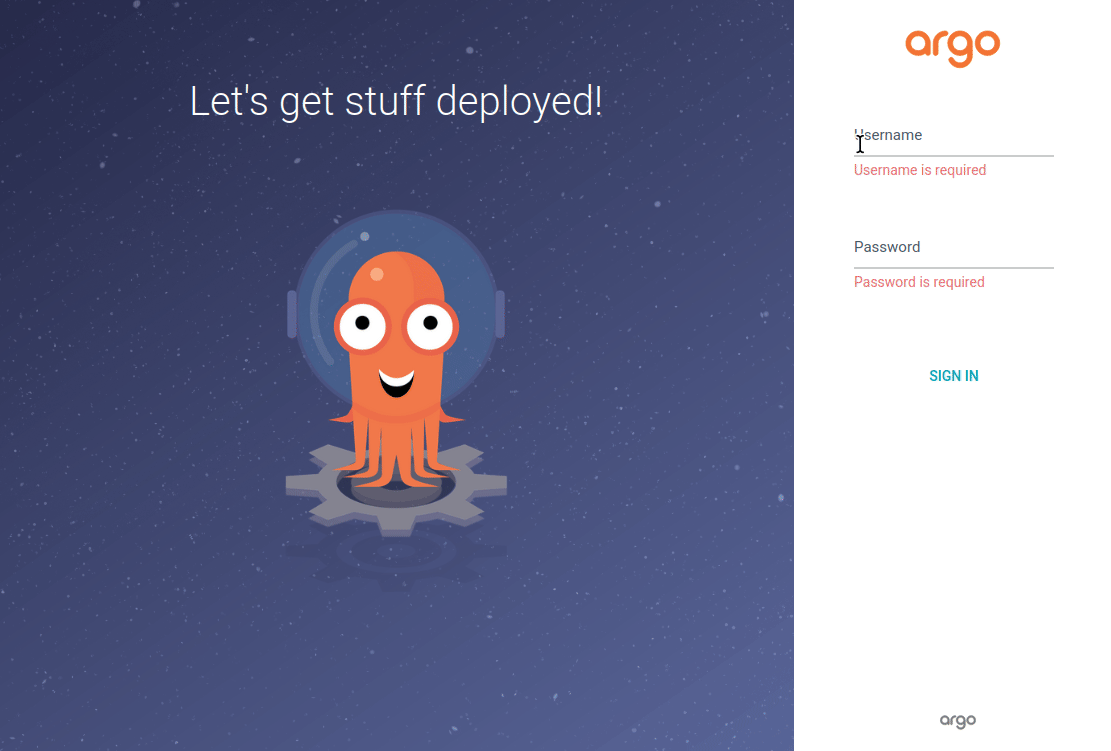 Let's get stuff deployed!
argo
Username
Username is required
Password
Password is required
SIGN IN
argo